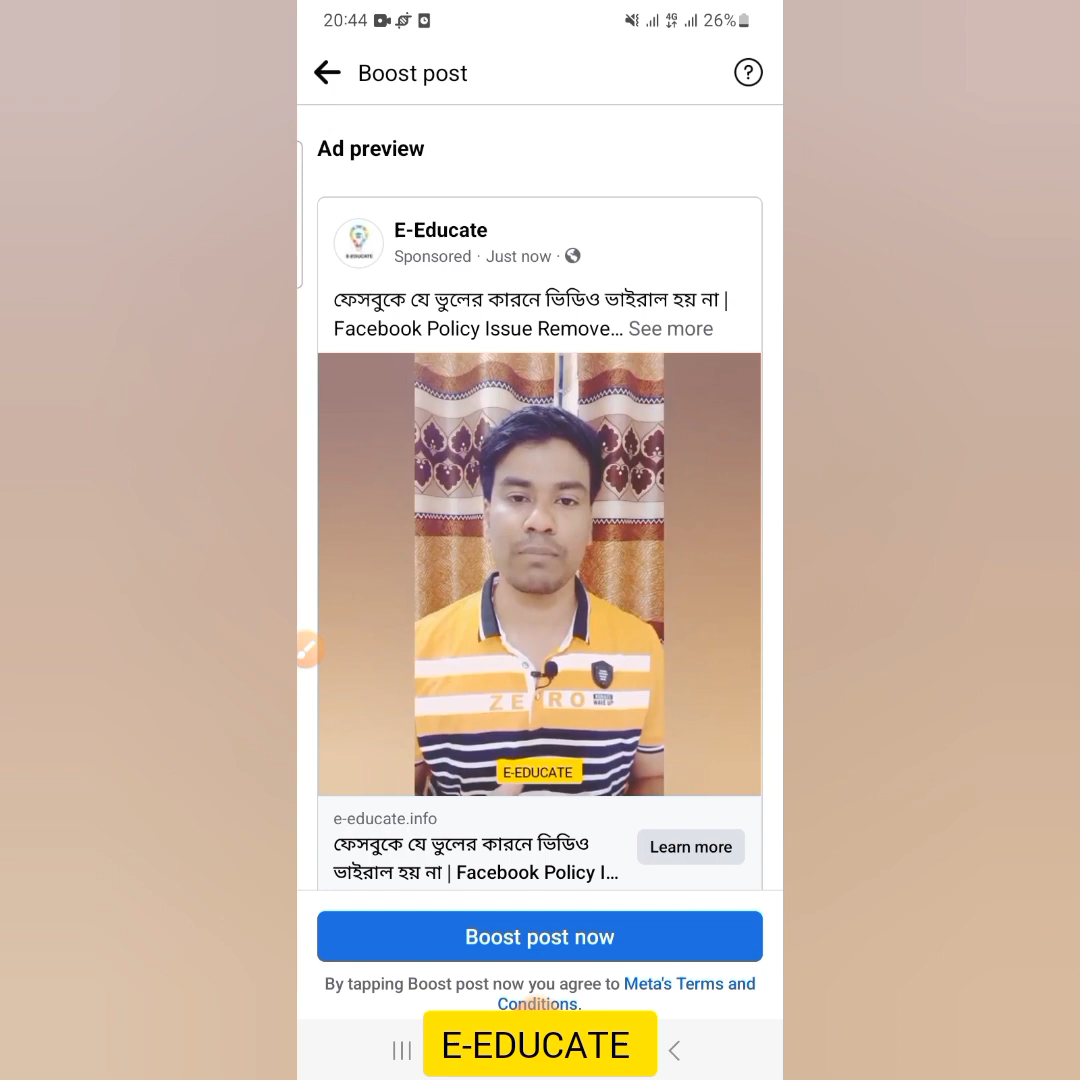 20:44
4G
26%
Boost post
Ad preview
E-Educate
Sponsored · Just now ·
E-EDUCATE
ফেসবুকে যে ভুলের কারনে ভিডিও ভাইরাল হয় না |
Facebook Policy Issue Remove... See more
ZERO
E-EDUCATE
e-educate.info
ফেসবুকে যে ভুলের কারনে ভিডিও
ভাইরাল হয় না | Facebook Policy I...
Learn more
Boost post now
By tapping Boost post now you agree to Meta's Terms and
Conditions.
E-EDUCATE